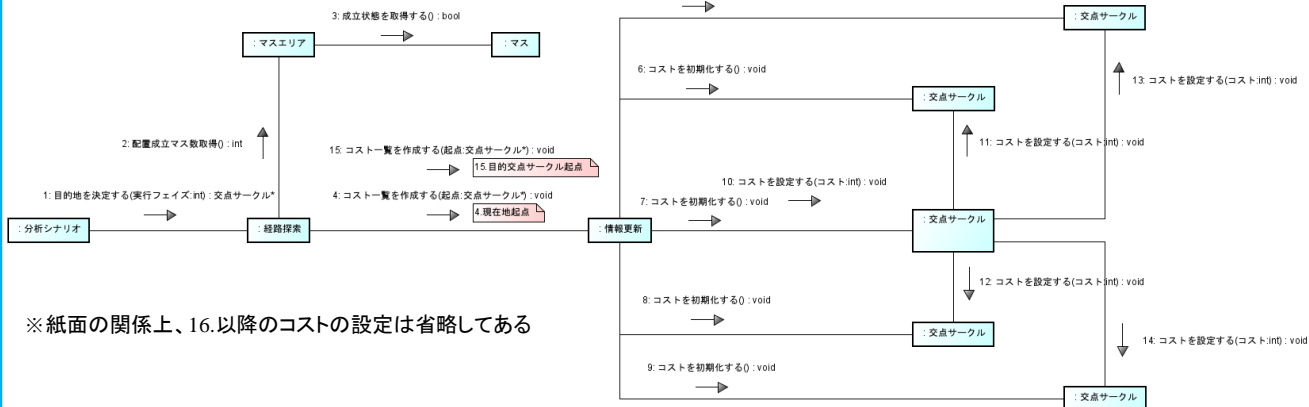 : 交点サークル
3: 成立状態を取得する() : bool
: マスエリア
: マス
6: コストを初期化する() : void
13: コストを設定する(コスト:int) : void
: 交点サークル
2: 配置成立マス数取得() : int
11: コストを設定する(コスト:int) : void
15: コスト一覧を作成する(起点:交点サークル*) : void
15.目的交点サークル起点
10: コストを設定する(コスト:int) : void
1: 目的地を決定する(実行フェイズ:int) : 交点サークル*
4: コスト一覧を作成する(起点:交点サークル*) : void
7: コストを初期化する() : void
4.現在地起点
: 交点サークル
: 分析シナリオ
: 経路探索
: 情報更新
12: コストを設定する(コスト:int) : void
8: コストを初期化する() : void
※紙面の関係上、16.以降のコストの設定は省略してある
: 交点サークル
14: コストを設定する(コスト:int) : void
9: コストを初期化する() : void
: 交点サークル